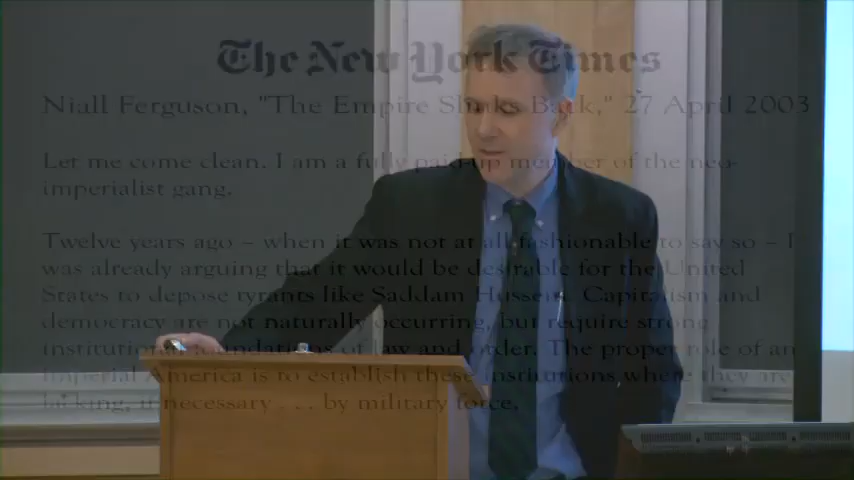 The New York Times
Niall Ferguson, "The Empire Slinks Back," 27 April 2003
Let me come clean. I am a fully paid-up member of the neo-
imperialist gang.
Twelve years ago – when it was not at all fashionable to say so – I
was already arguing that it would be desirable for the United
States to depose tyrants like Saddam Hussein. Capitalism and
democracy are not naturally occurring, but require strong
institutional foundations of law and order. The proper role of an
imperial America is to establish these institutions where they are
lacking, if necessary . . . by military force,